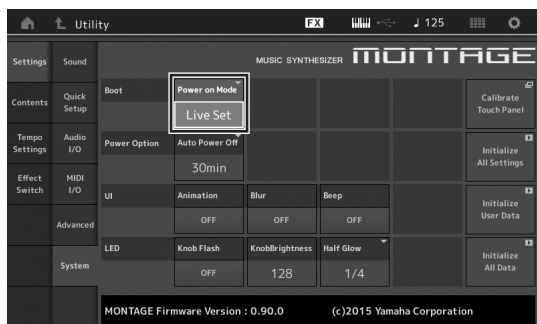 Utility FX 125
MUSIC SYNTHESIZER MONTAGE
Settings Sound
Boot Power on Mode
Live Set
Calibrate
Touch Panel
Contents Quick
Setup
Tempo
Settings Audio
I/O
Power Option Auto Power Off
30min
Initialize
All Settings
Effect
Switch MIDI
I/O
UI Animation Blur Beep
OFF OFF OFF
Initialize
User Data
Advanced
LED Knob Flash KnobBrightness Half Glow
OFF 128 1/4
Initialize
All Data
System
MONTAGE Firmware Version : 0.90.0 (c)2015 Yamaha Corporation